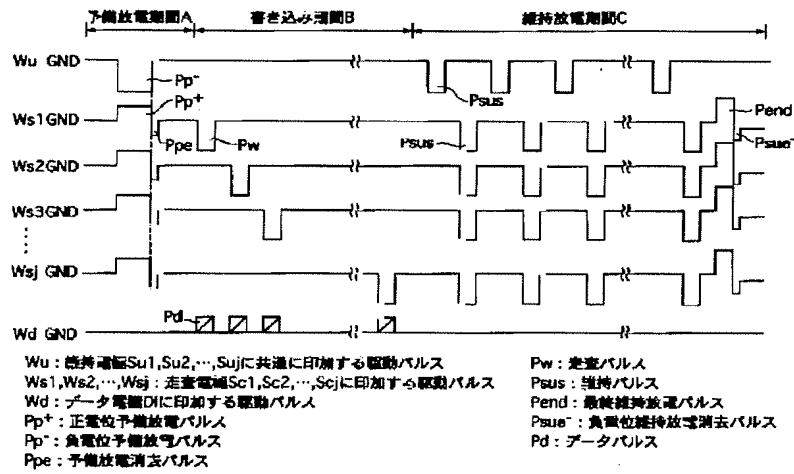 予備放電期間A 書き込み期間B 維持放電期間C
Wu GND
Pp-
Psus
Pp+
Ws1GND
Pend
Ppe
Pw
Psus
Psue-
Ws2GND
Ws3GND
Wsj GND
Pd
Wd GND
Wu:維持電極Su1,Su2,…,Sujに共通に印加する駆動パルス
Ws1,Ws2,…,Wsj:走査電極Sc1,Sc2,…,Scjに印加する駆動パルス
Wd:データ電極Diに印加する駆動パルス
Pp+:正電位予備放電パルス
Pp-:負電位予備放電パルス
Ppe:予備放電消去パルス
Pw:走査パルス
Psus:維持パルス
Pend:最終維持放電パルス
Psue-:負電位維持放電消去パルス
Pd:データパルス